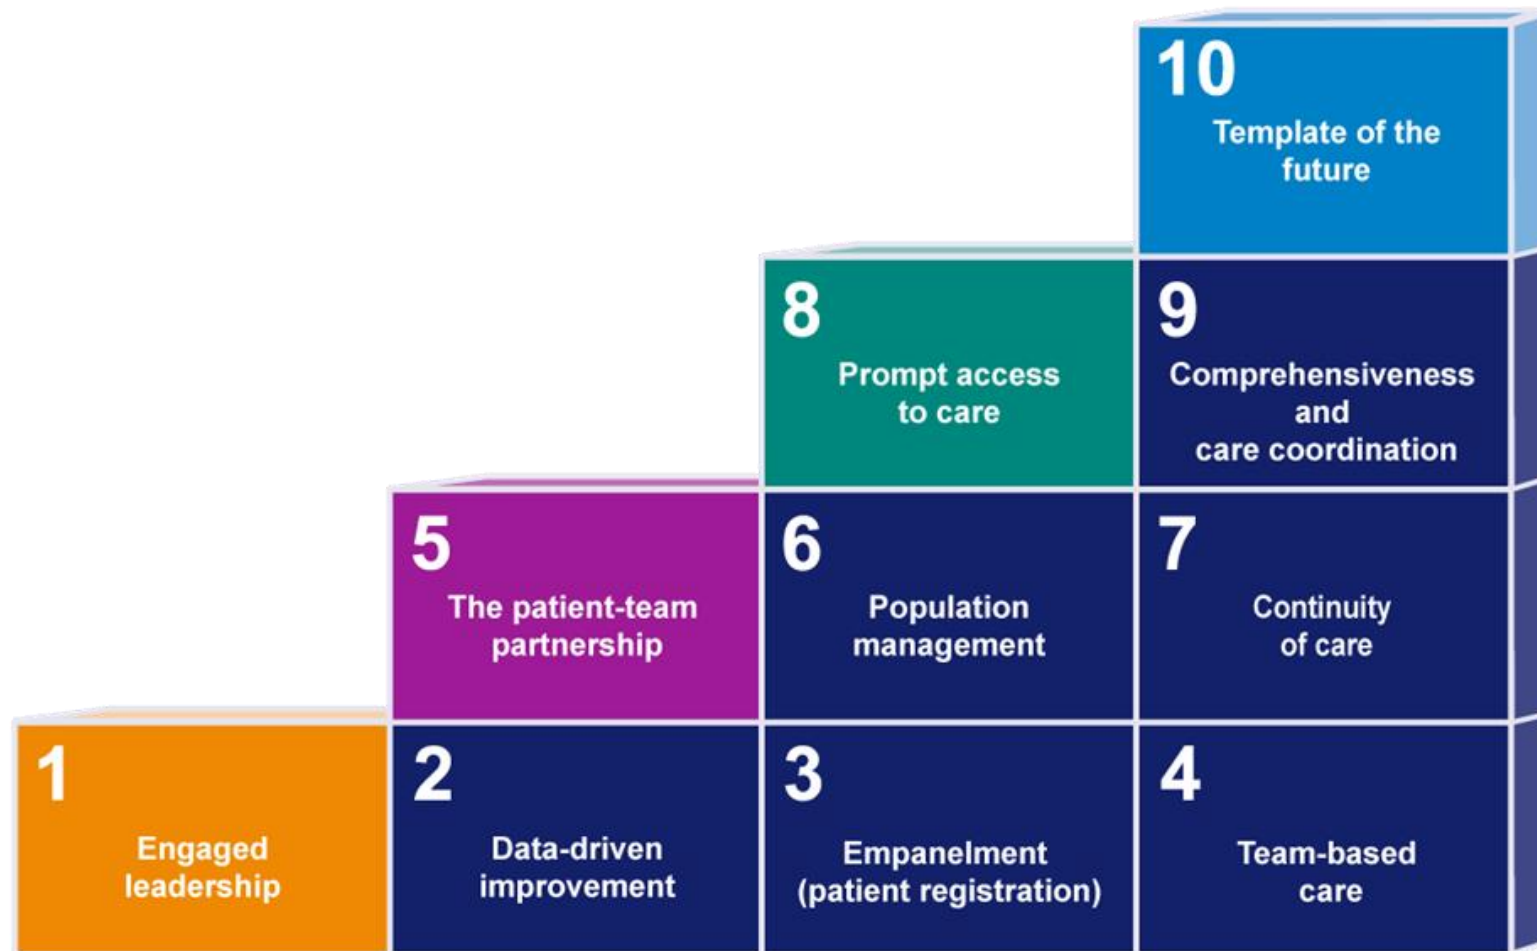 10
Template of the
future
8
Prompt access
to care
9
Comprehensiveness
and
care coordination
5
The patient-team
partnership
6
Population
management
7
Continuity
of care
1
Engaged
leadership
2
Data-driven
improvement
3
Empanelment
(patient registration)
4
Team-based
care